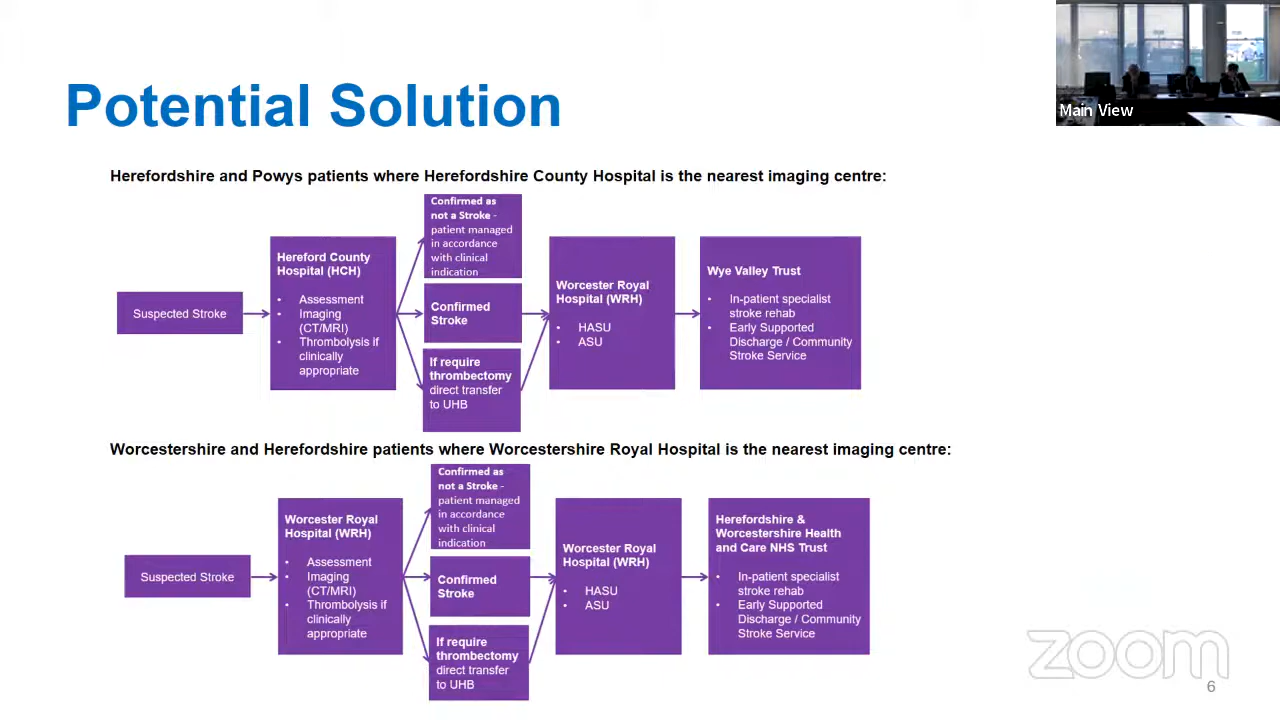 Potential Solution
Main View
Herefordshire and Powys patients where Herefordshire County Hospital is the nearest imaging centre:
Suspected Stroke
Hereford County
Hospital (HCH)
• Assessment
• Imaging
(CT/MRI)
• Thrombolysis if
clinically
appropriate
Confirmed as
not a Stroke -
patient managed
in accordance
with clinical
indication
Confirmed
Stroke
If require
thrombectomy
direct transfer
to UHB
Worcester Royal
Hospital (WRH)
• HASU
• ASU
Wye Valley Trust
• In-patient specialist
stroke rehab
• Early Supported
Discharge / Community
Stroke Service
Worcestershire and Herefordshire patients where Worcestershire Royal Hospital is the nearest imaging centre:
Suspected Stroke
Worcester Royal
Hospital (WRH)
• Assessment
• Imaging
(CT/MRI)
• Thrombolysis if
clinically
appropriate
Confirmed as
not a Stroke -
patient managed
in accordance
with clinical
indication
Confirmed
Stroke
If require
thrombectomy
direct transfer
to UHB
Worcester Royal
Hospital (WRH)
• HASU
• ASU
Herefordshire &
Worcestershire Health
and Care NHS Trust
• In-patient specialist
stroke rehab
• Early Supported
Discharge / Community
Stroke Service
zoom
6